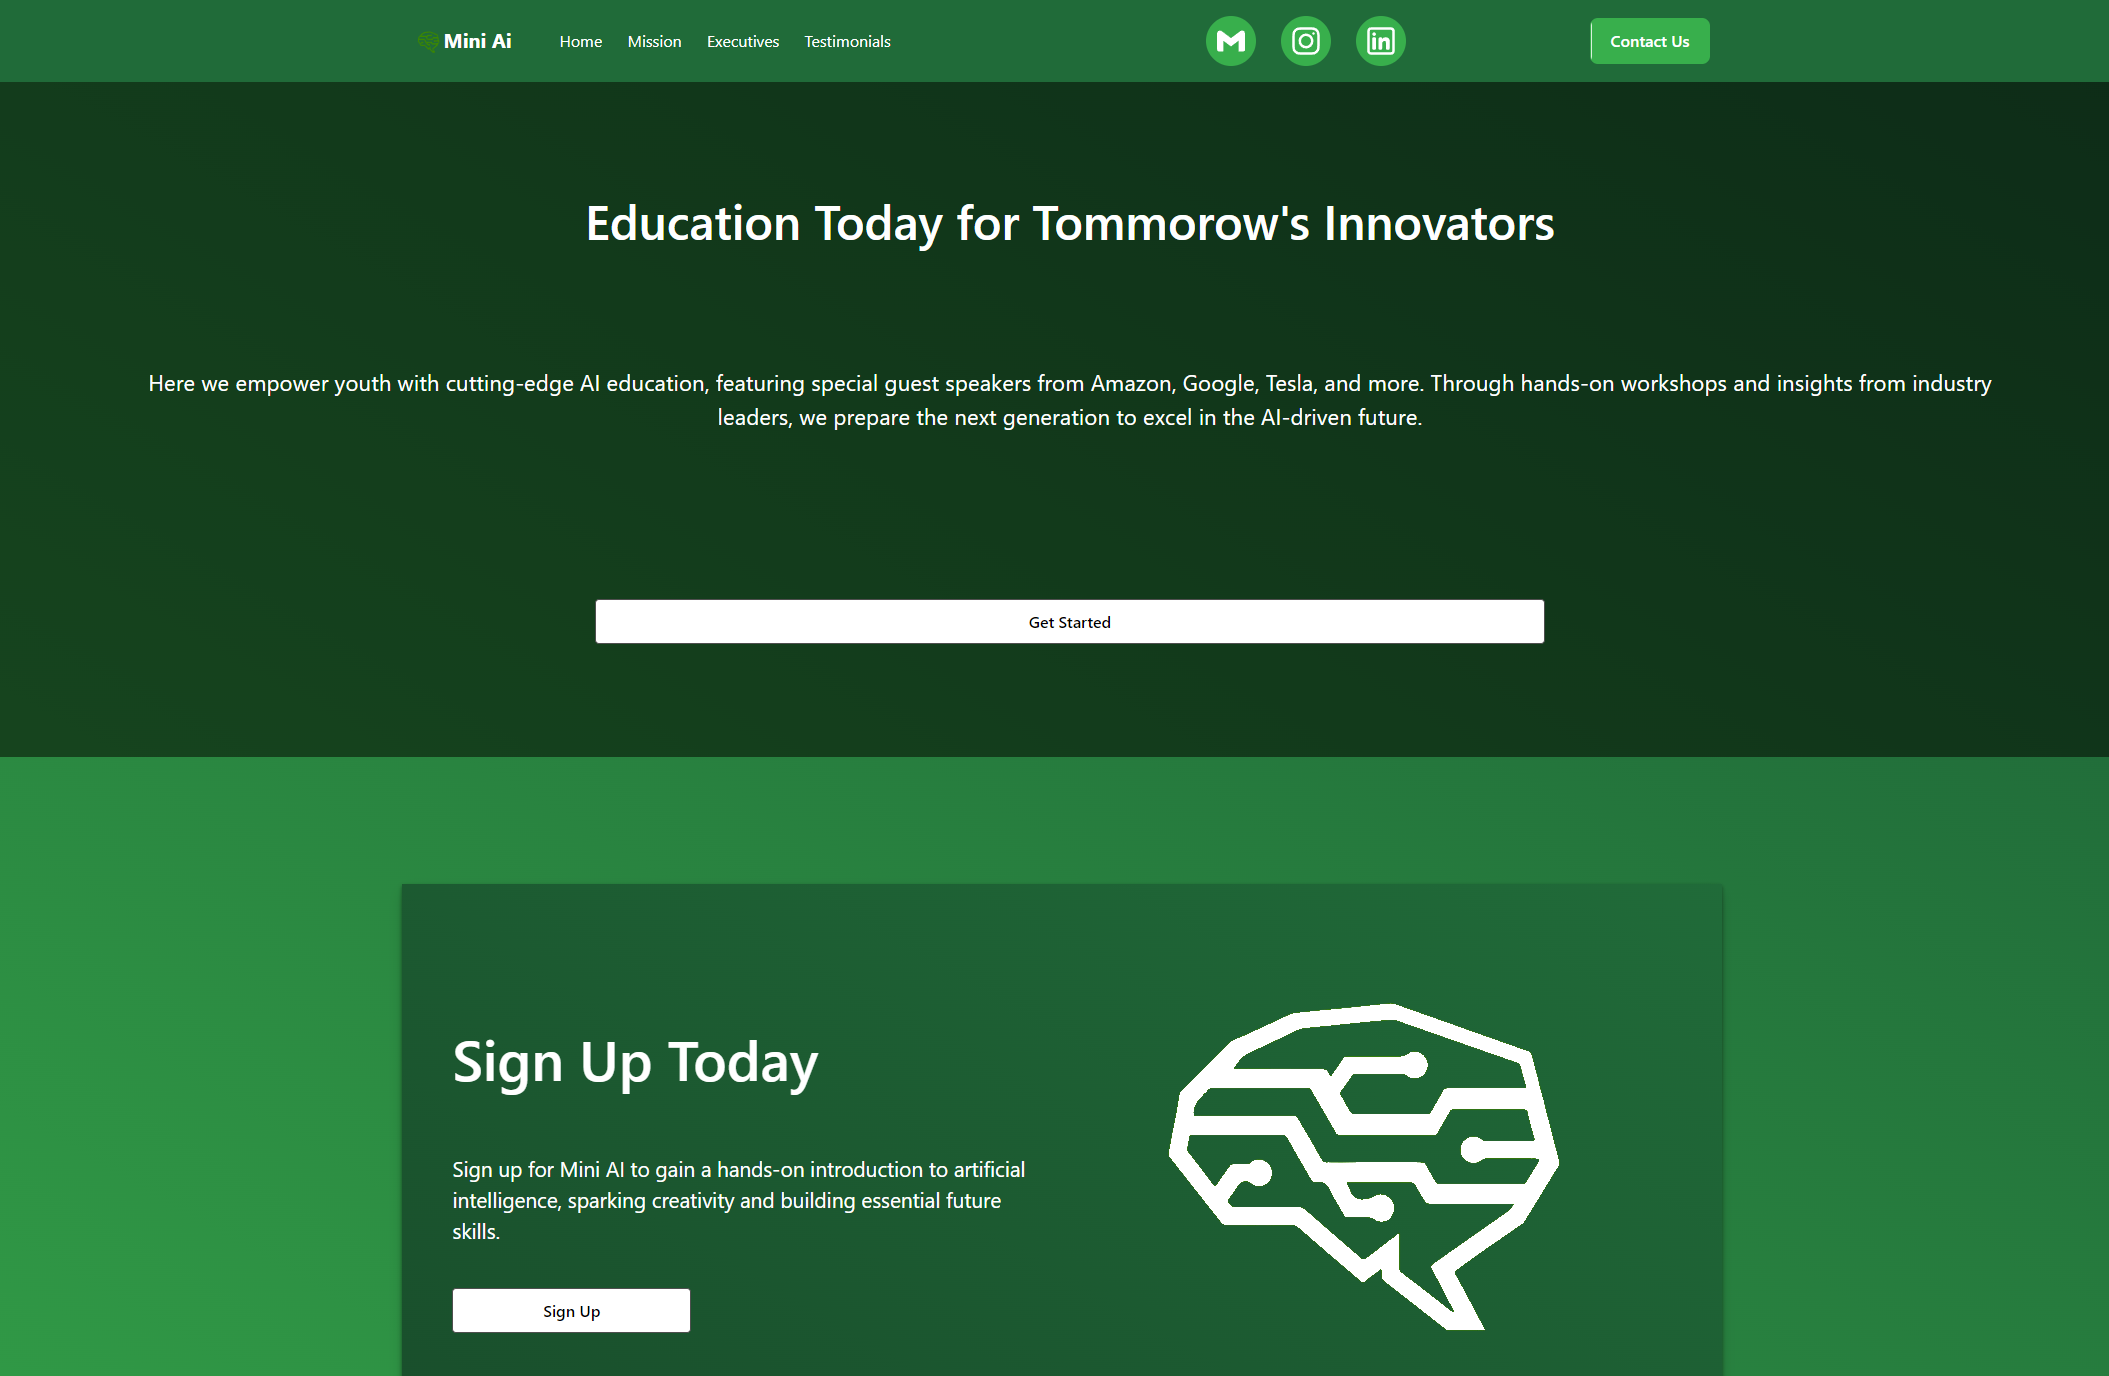 Mini Ai
Home Mission Executives Testimonials
Contact Us
Education Today for Tommorow's Innovators
Here we empower youth with cutting-edge AI education, featuring special guest speakers from Amazon, Google, Tesla, and more. Through hands-on workshops and insights from industry
leaders, we prepare the next generation to excel in the AI-driven future.
Get Started
Sign Up Today
Sign up for Mini AI to gain a hands-on introduction to artificial
intelligence, sparking creativity and building essential future
skills.
Sign Up